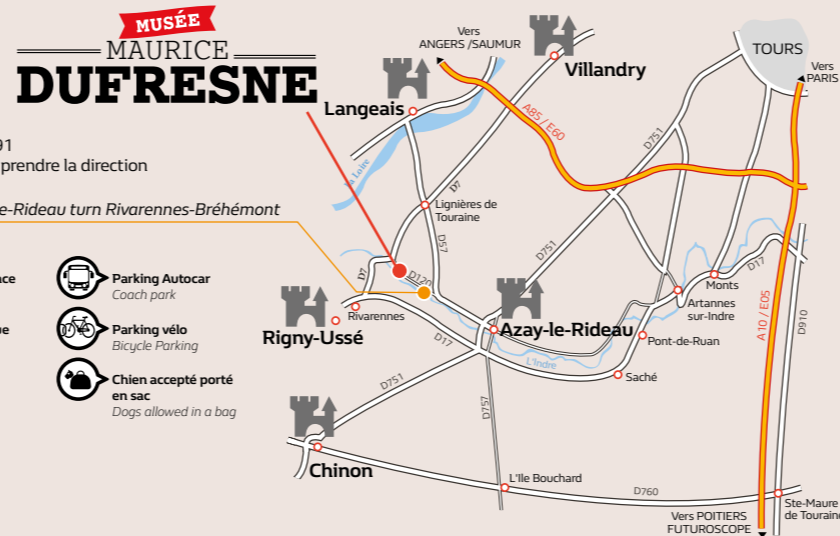 MUSÉE
MAURICE
DUFRESNE
91
prendre la direction
e-Rideau turn Rivarennes-Bréhémont
Parking Autocar
Coach park
Parking vélo
Bicycle Parking
Chien accepté porté
en sac
Dogs allowed in a bag
Vers
ANGERS /SAUMUR
Villandry
TOURS
Vers
PARIS
Langeais
A85 / E60
D751
La Loire
D7
Lignières de
Touraine
D57
D751
D7
D120
Monts
D17
Artannes
sur-Indre
Rivarennes
Rigny-Ussé
Azay-le-Rideau
Pont-de-Ruan
A10 / E05
D910
D17
L'Indre
Saché
D751
D757
Chinon
L'Ile Bouchard
D760
Ste-Maure
de Touraine
Vers POITIERS
FUTUROSCOPE